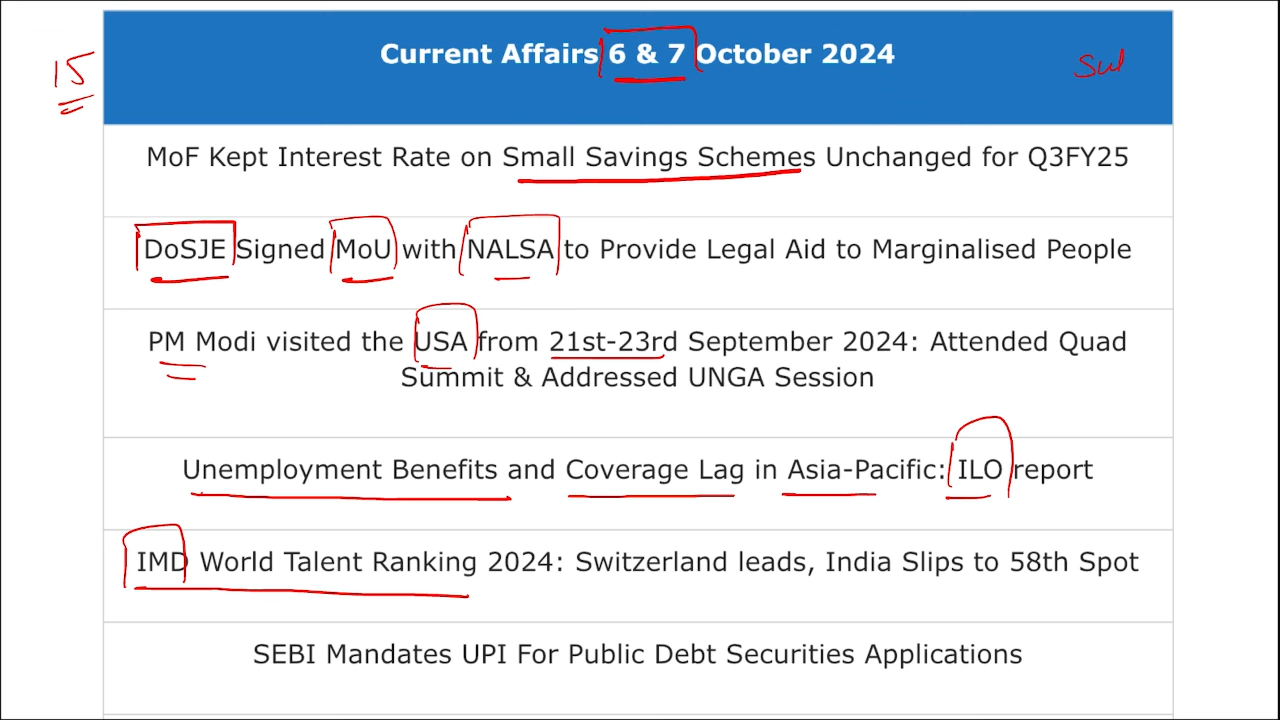 Current Affairs 6 & 7 October 2024
15
MoF Kept Interest Rate on Small Savings Schemes Unchanged for Q3FY25
DoSJE Signed MoU with NALSA to Provide Legal Aid to Marginalised People
PM Modi visited the USA from 21st-23rd September 2024: Attended Quad
Summit & Addressed UNGA Session
Unemployment Benefits and Coverage Lag in Asia-Pacific: ILO report
IMD World Talent Ranking 2024: Switzerland leads, India Slips to 58th Spot
SEBI Mandates UPI For Public Debt Securities Applications